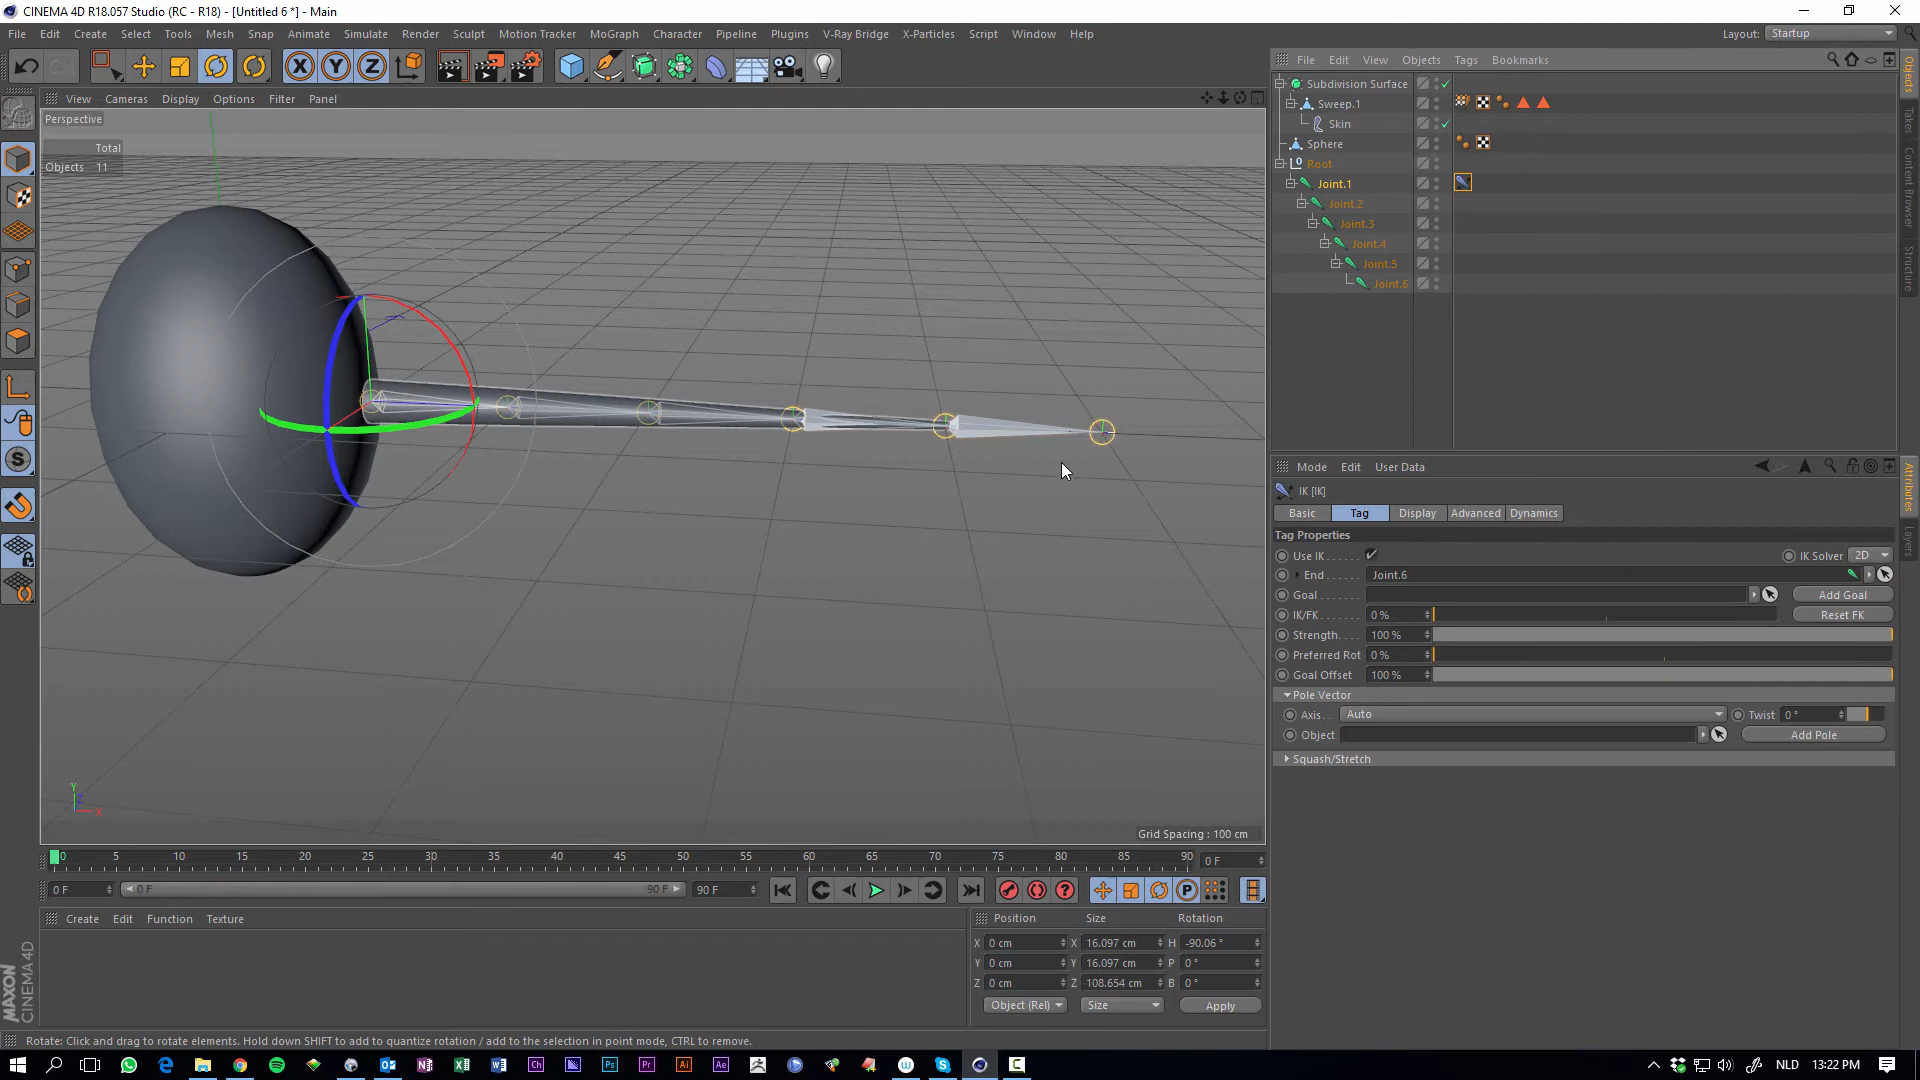 CINEMA 4D R18.057 Studio (RC - R18) - [Untitled 6 *] - Main
File Edit Create Select Tools Mesh Snap Animate Simulate Render Sculpt Motion Tracker MoGraph Character Pipeline Plugins V-Ray Bridge X-Particles Script Window Help
Layout: Startup
X Y Z
File Edit View Objects Tags Bookmarks
View Cameras Display Options Filter Panel
Perspective
Total
Objects 11
Subdivision Surface
Sweep.1
Skin
Sphere
Root
Joint.1
Joint.2
Joint.3
Joint.4
Joint.5
Joint.6
Objects
Takes
Content Browser
Structure
Mode Edit User Data
IK [IK]
Basic Tag Display Advanced Dynamics
Tag Properties
Use IK IK Solver 2D
End Joint.6
Goal Add Goal
IK/FK 0 % Reset FK
Strength 100 %
Preferred Rot 0 %
Goal Offset 100 %
Pole Vector
Axis Auto Twist 0 °
Object Add Pole
Squash/Stretch
Attributes
Layers
Y
Z
X
Grid Spacing : 100 cm
0 5 10 15 20 25 30 35 40 45 50 55 60 65 70 75 80 85 90 0 F
0 F 0 F 90 F 90 F
Create Edit Function Texture
Position Size Rotation
X 0 cm X 16.097 cm H -90.06 °
Y 0 cm Y 16.097 cm P 0 °
Z 0 cm Z 108.654 cm B 0 °
Object (Rel) Size Apply
MAXON CINEMA 4D
Rotate: Click and drag to rotate elements. Hold down SHIFT to add to quantize rotation / add to the selection in point mode, CTRL to remove.
NLD 13:22 PM